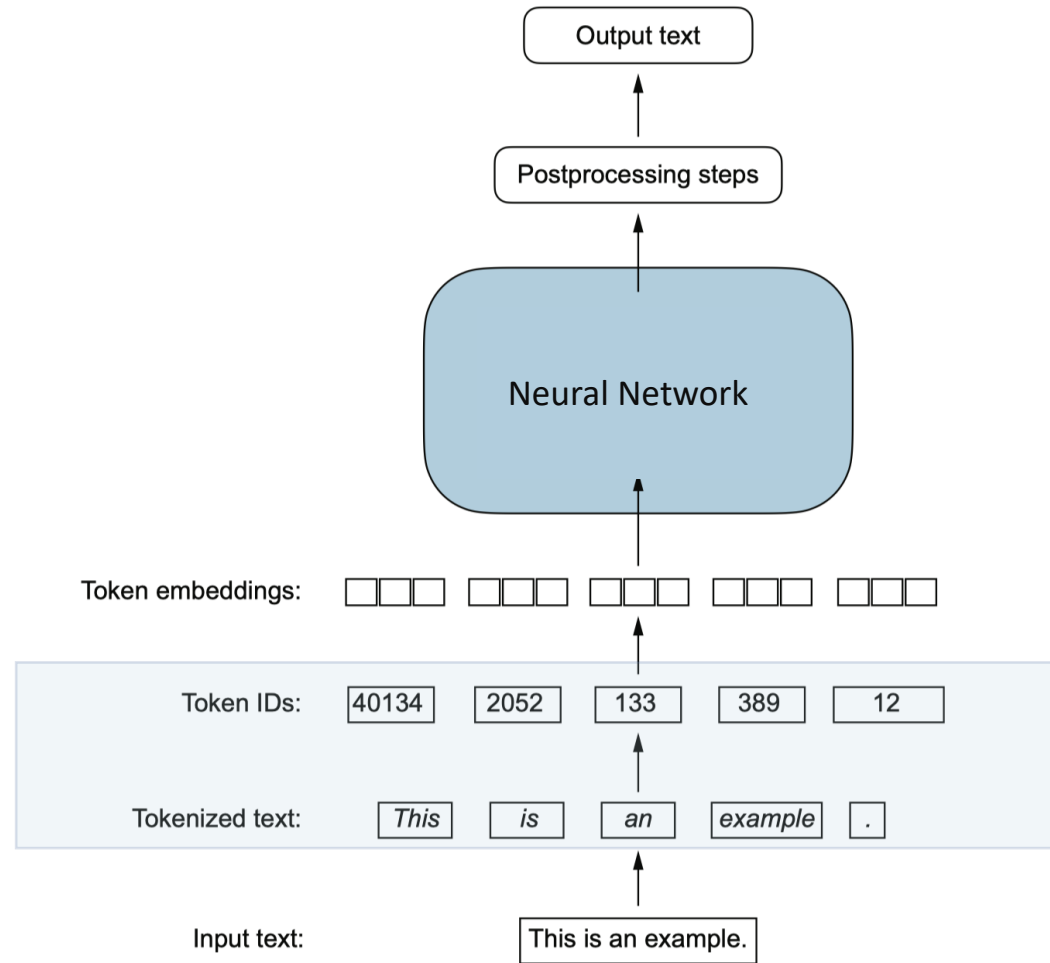 Output text
Postprocessing steps
Neural Network
Token embeddings:
Token IDs: 40134 2052 133 389 12
Tokenized text: This is an example .
Input text: This is an example.